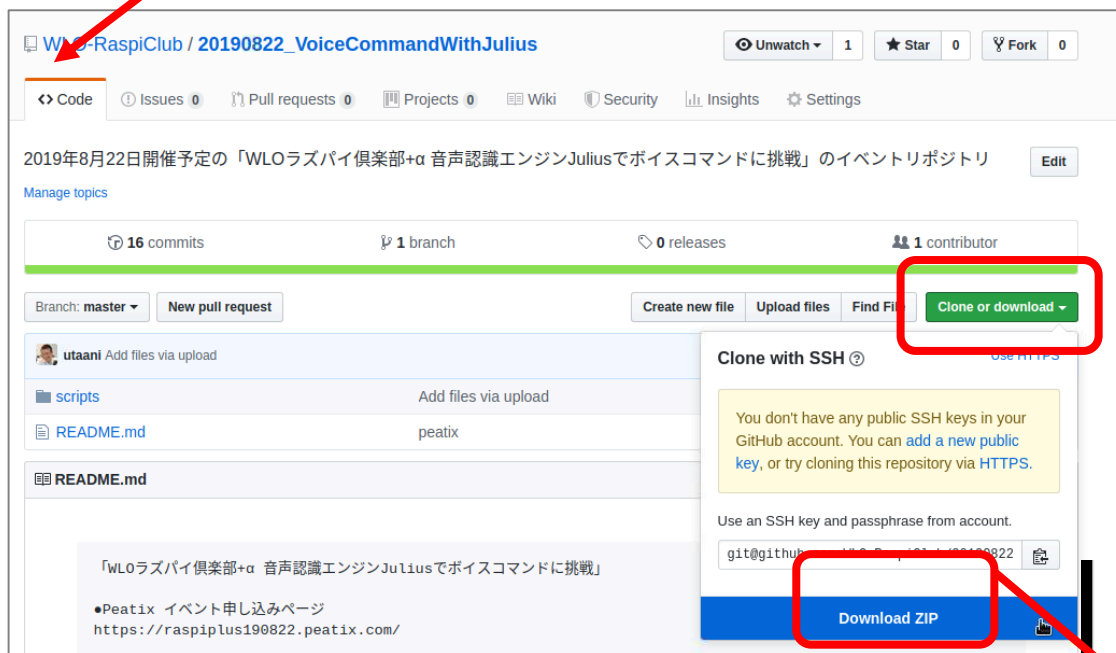 WLO-RaspiClub / 20190822_VoiceCommandWithJulius
Unwatch 1 Star 0 Fork 0
Code Issues 0 Pull requests 0 Projects 0 Wiki Security Insights Settings
2019年8月22日開催予定の「WLOラズパイ倶楽部+α 音声認識エンジンJuliusでボイスコマンドに挑戦」のイベントリポジトリ
Edit
Manage topics
16 commits 1 branch 0 releases 1 contributor
Branch: master New pull request Create new file Upload files Find File Clone or download
utaani Add files via upload
Clone with SSH
Use HTTPS
scripts Add files via upload
README.md peatix
You don't have any public SSH keys in your
GitHub account. You can add a new public
key, or try cloning this repository via HTTPS.
README.md
Use an SSH key and passphrase from account.
git@github
「WLOラズパイ倶楽部+α 音声認識エンジンJuliusでボイスコマンドに挑戦」
●Peatix イベント申し込みページ
https://raspiplus190822.peatix.com/
Download ZIP